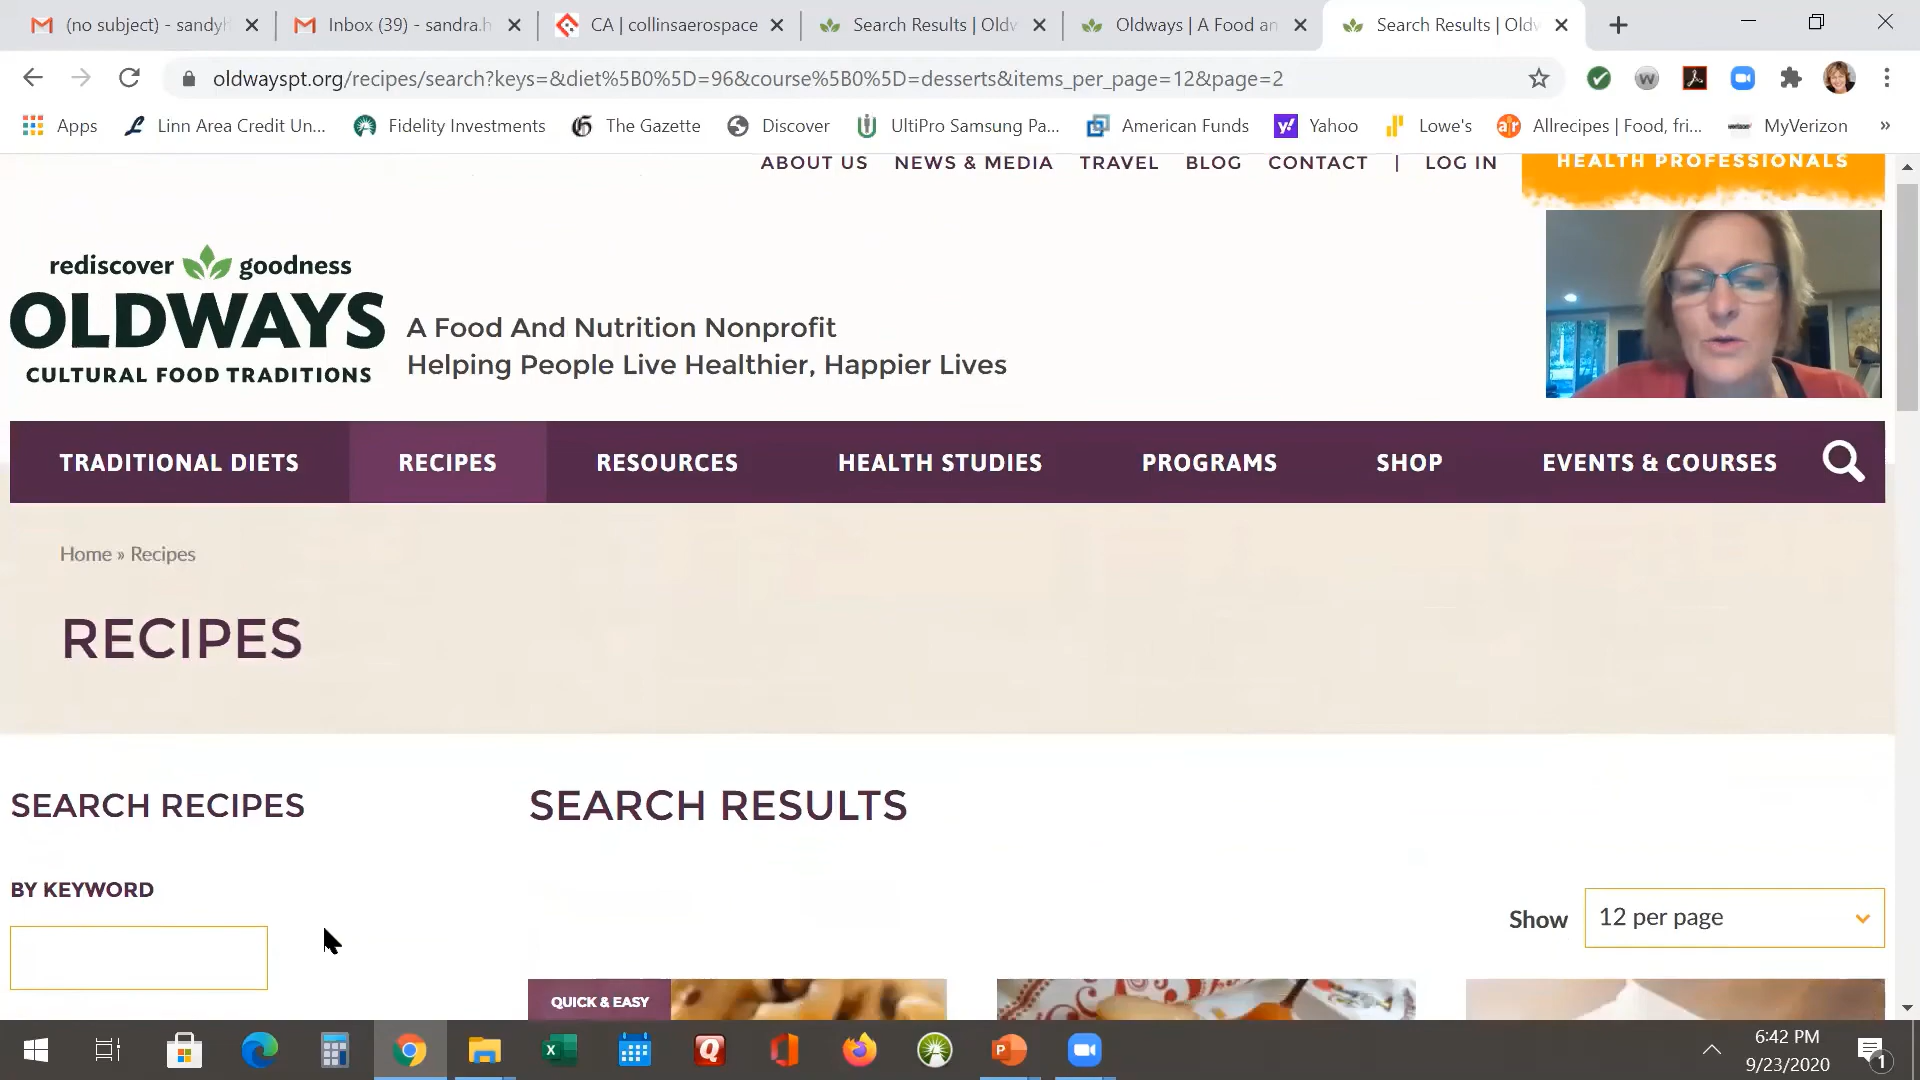 (no subject) - sandyh
Inbox (39) - sandra.h
CA | collinsaerospace
Search Results | Oldw
Oldways | A Food an
Search Results | Oldw
oldwayspt.org/recipes/search?keys=&diet%5B0%5D=96&course%5B0%5D=desserts&items_per_page=12&page=2
Apps
Linn Area Credit Un...
Fidelity Investments
The Gazette
Discover
UltiPro Samsung Pa...
American Funds
Yahoo
Lowe's
Allrecipes | Food, fri...
MyVerizon
»
ABOUT US NEWS & MEDIA TRAVEL BLOG CONTACT | LOG IN
HEALTH PROFESSIONALS
rediscover goodness
OLDWAYS
CULTURAL FOOD TRADITIONS
A Food And Nutrition Nonprofit
Helping People Live Healthier, Happier Lives
TRADITIONAL DIETS RECIPES RESOURCES HEALTH STUDIES PROGRAMS SHOP EVENTS & COURSES
Home » Recipes
RECIPES
SEARCH RECIPES
SEARCH RESULTS
BY KEYWORD
Show 12 per page
QUICK & EASY
6:42 PM
9/23/2020
1